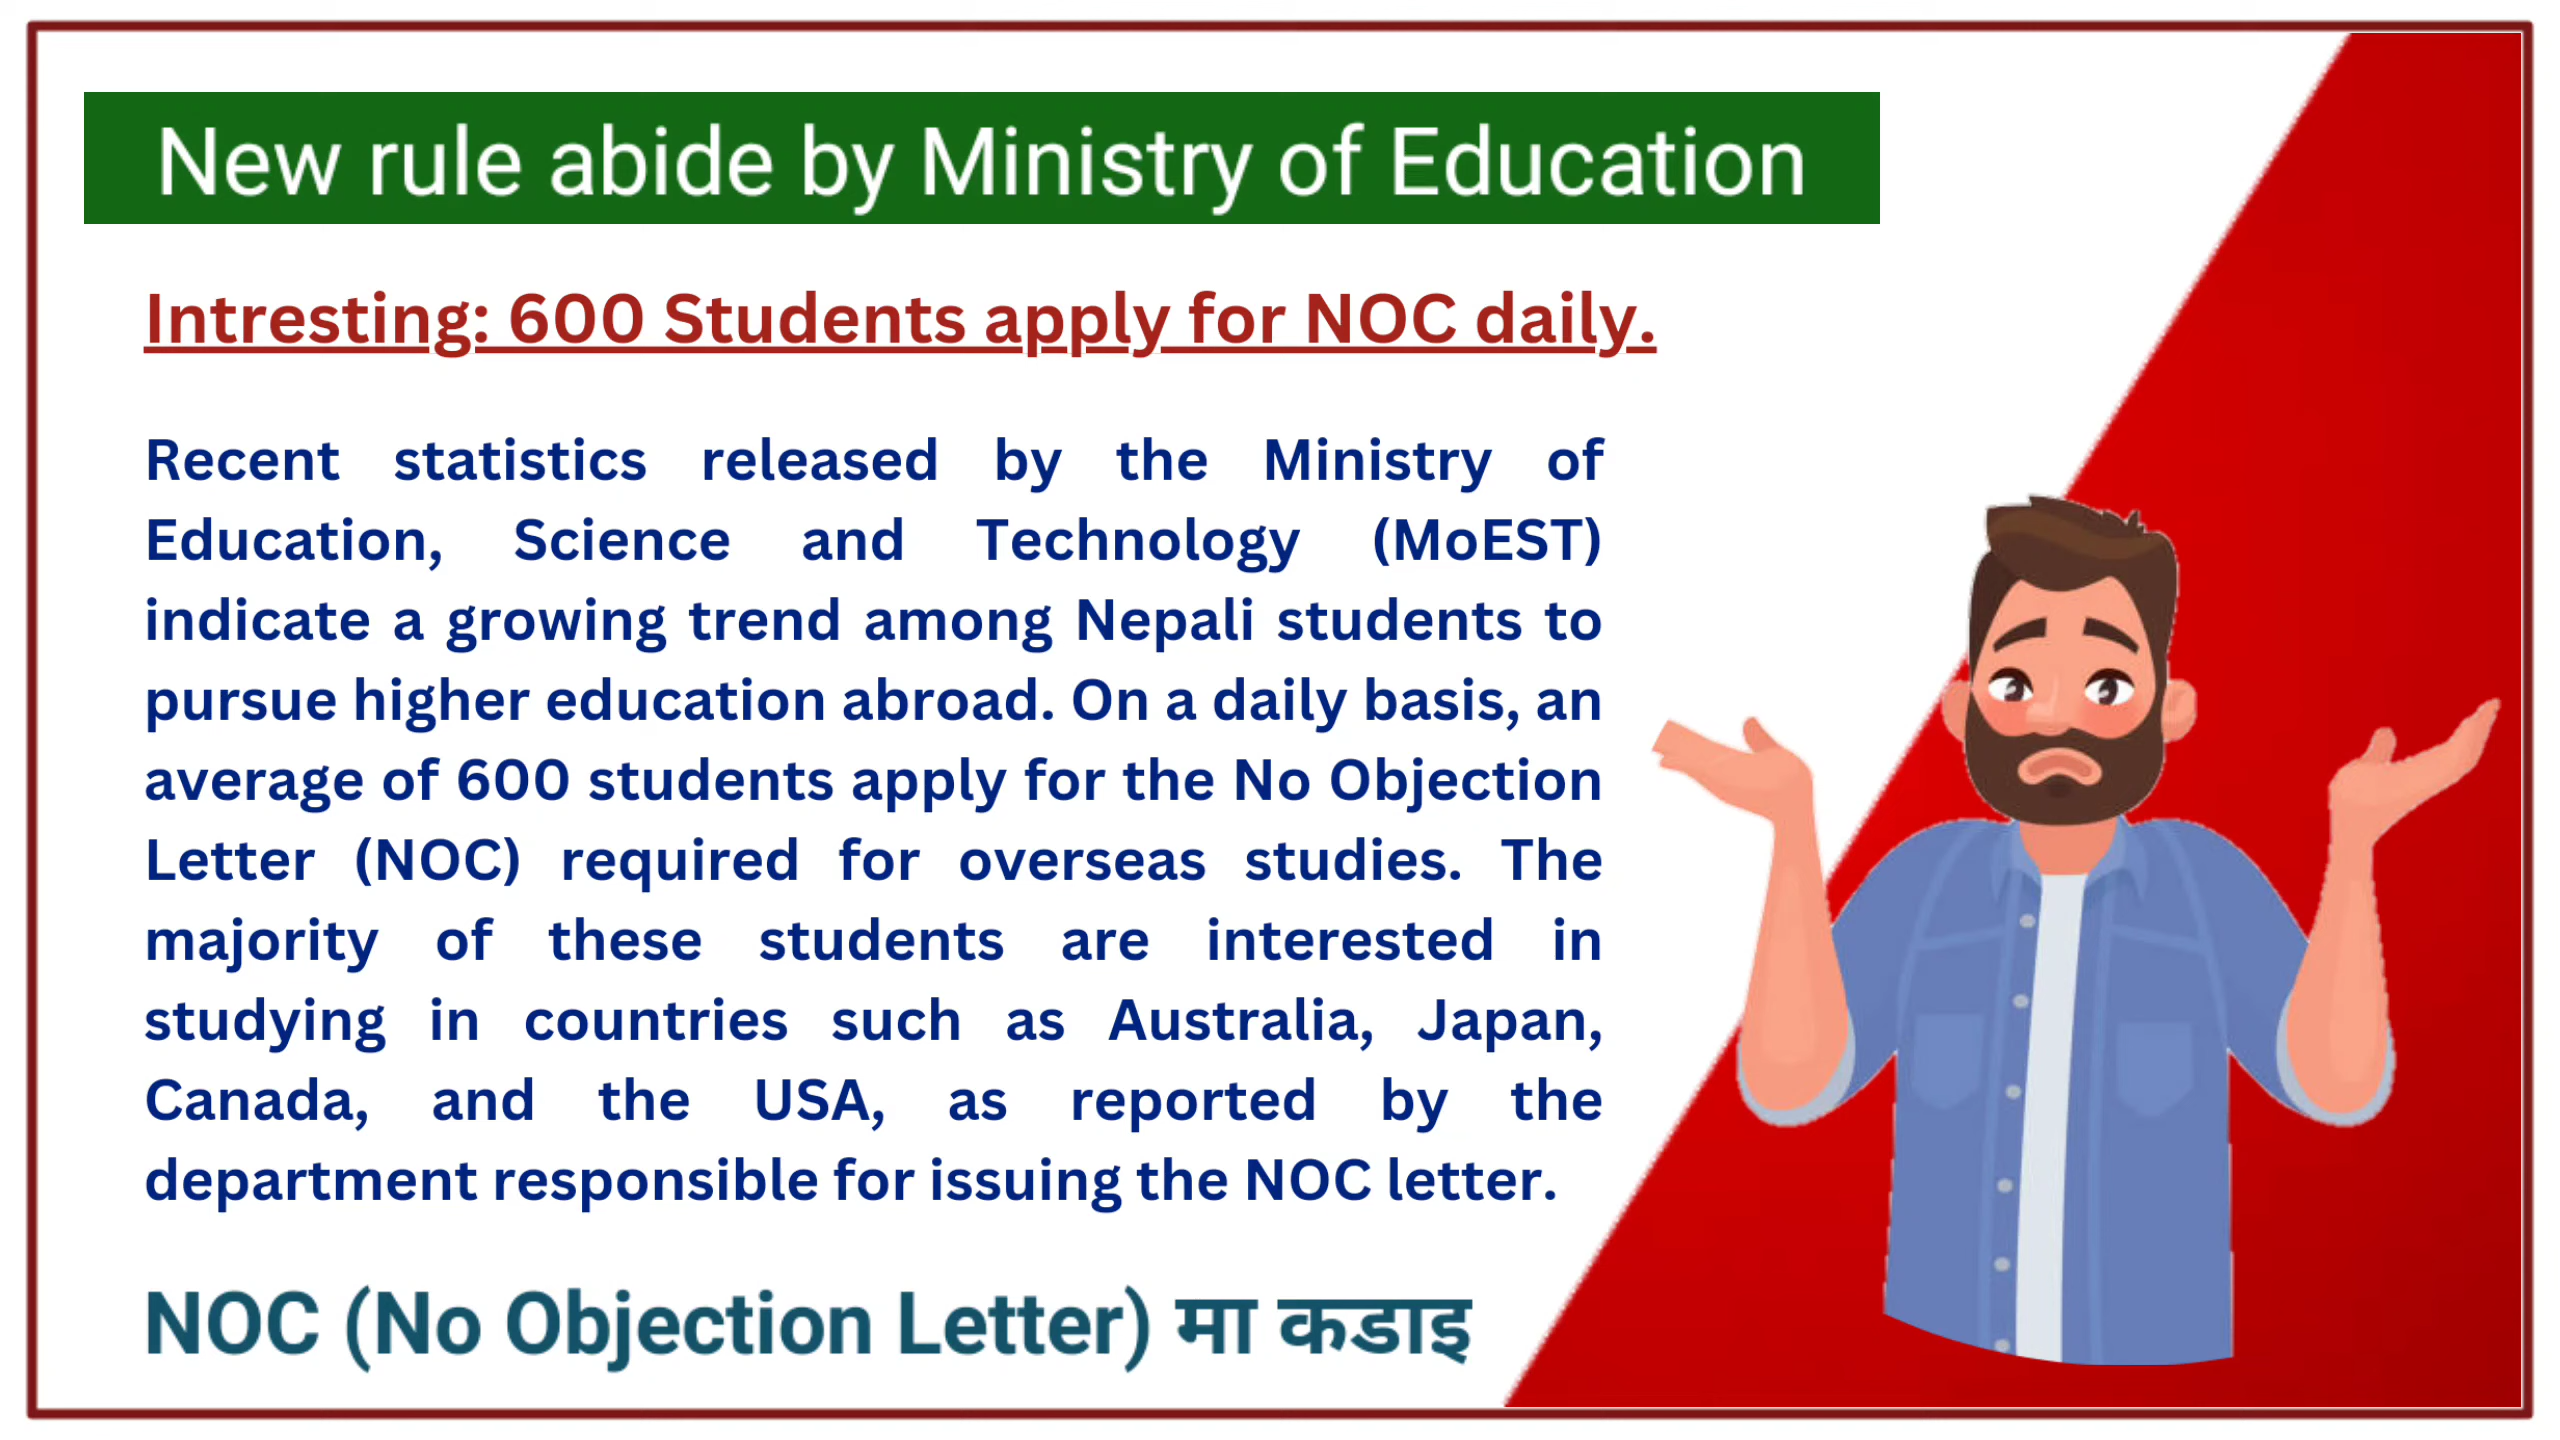 New rule abide by Ministry of Education
Intresting: 600 Students apply for NOC daily.
Recent statistics released by the Ministry of
Education, Science and Technology (MoEST)
indicate a growing trend among Nepali students to
pursue higher education abroad. On a daily basis, an
average of 600 students apply for the No Objection
Letter (NOC) required for overseas studies. The
majority of these students are interested in
studying in countries such as Australia, Japan,
Canada, and the USA, as reported by the
department responsible for issuing the NOC letter.
NOC (No Objection Letter) मा कडाइ